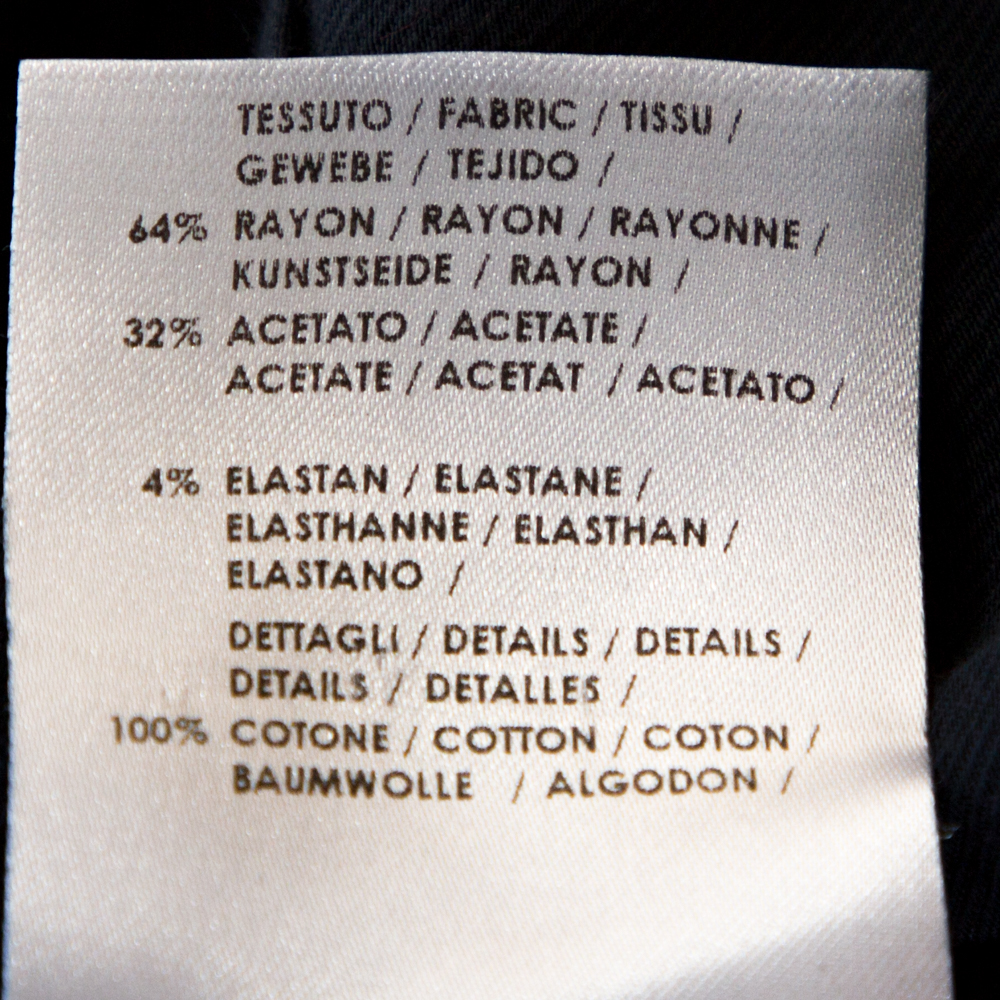 TESSUTO / FABRIC / TISSU /
GEWEBE / TEJIDO /
64% RAYON / RAYON / RAYONNE /
KUNSTSEIDE / RAYON /
32% ACETATO / ACETATE /
ACETATE / ACETAT / ACETATO /
4% ELASTAN / ELASTANE /
ELASTHANNE / ELASTHAN /
ELASTANO /
DETTAGLI / DETAILS / DETAILS /
DETAILS / DETALLES /
100% COTONE / COTTON / COTON /
BAUMWOLLE / ALGODON /